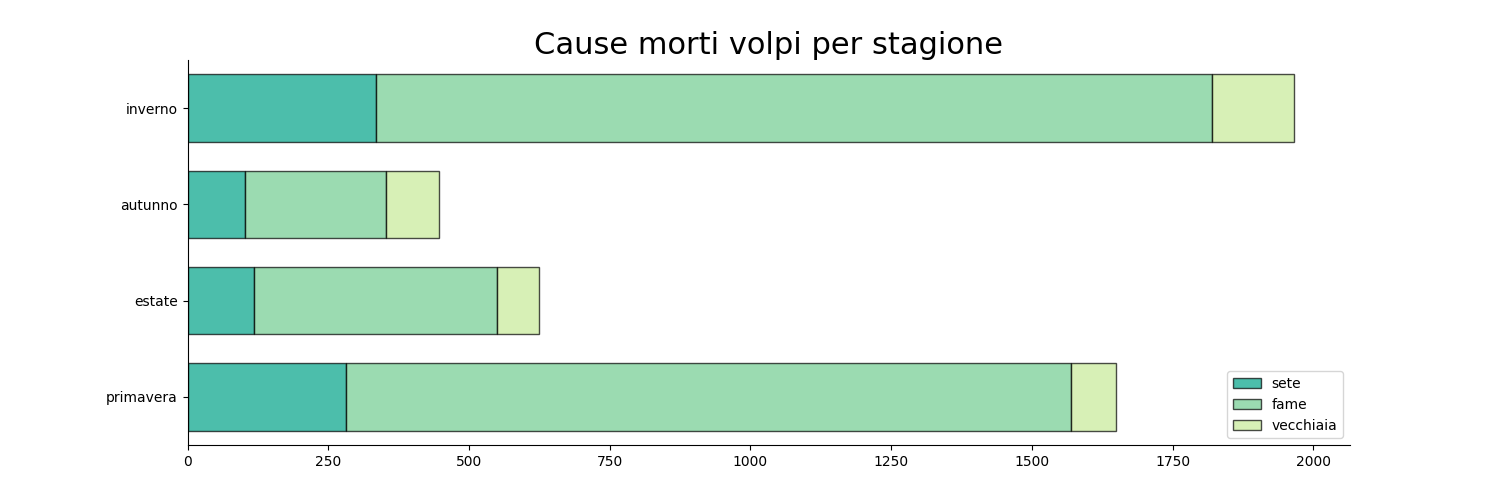 Cause morti volpi per stagione
inverno
autunno
estate
primavera
sete
fame
vecchiaia
0 250 500 750 1000 1250 1500 1750 2000